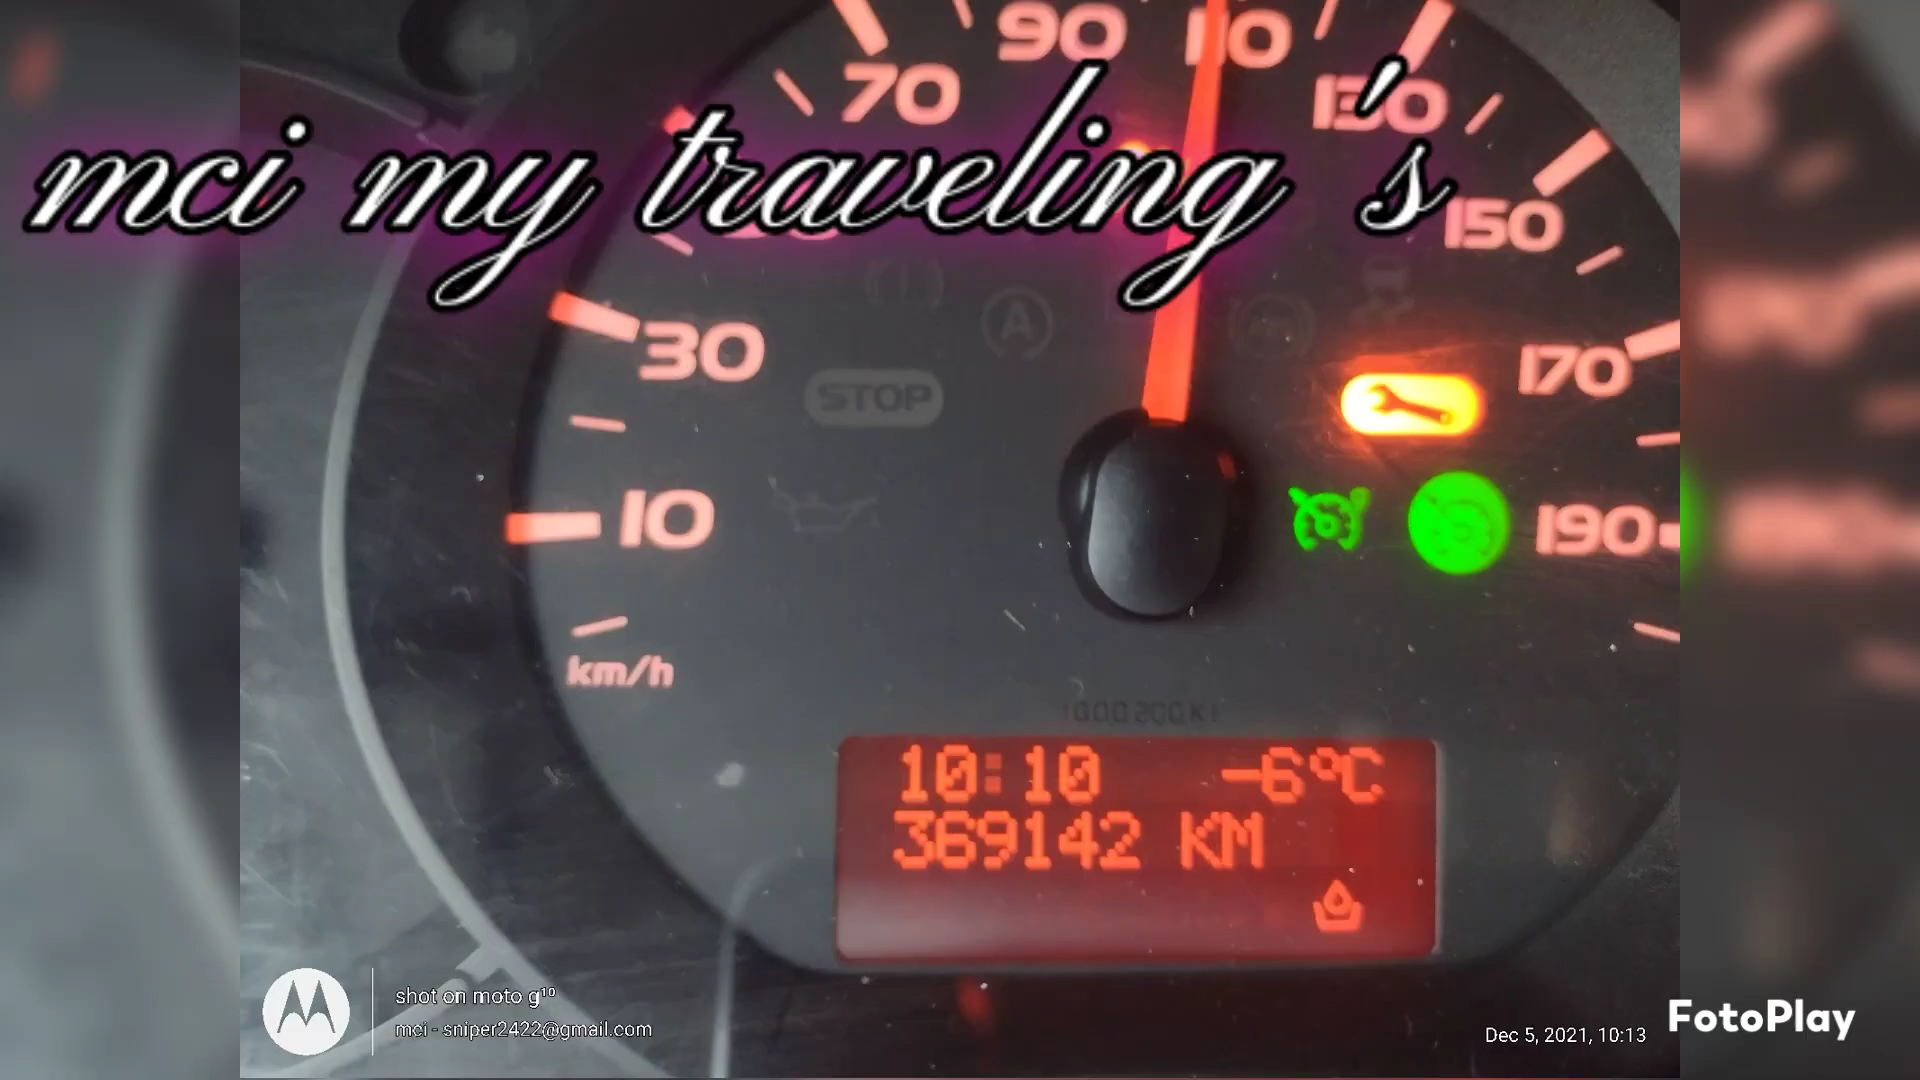 90 110
70 130
mci my traveling 's
150
30 170
STOP
A
10 190
km/h
10:10 -6°C
369142 KM
shot on moto g¹⁰
mci - sniper2422@gmail.com
Dec 5, 2021, 10:13
FotoPlay